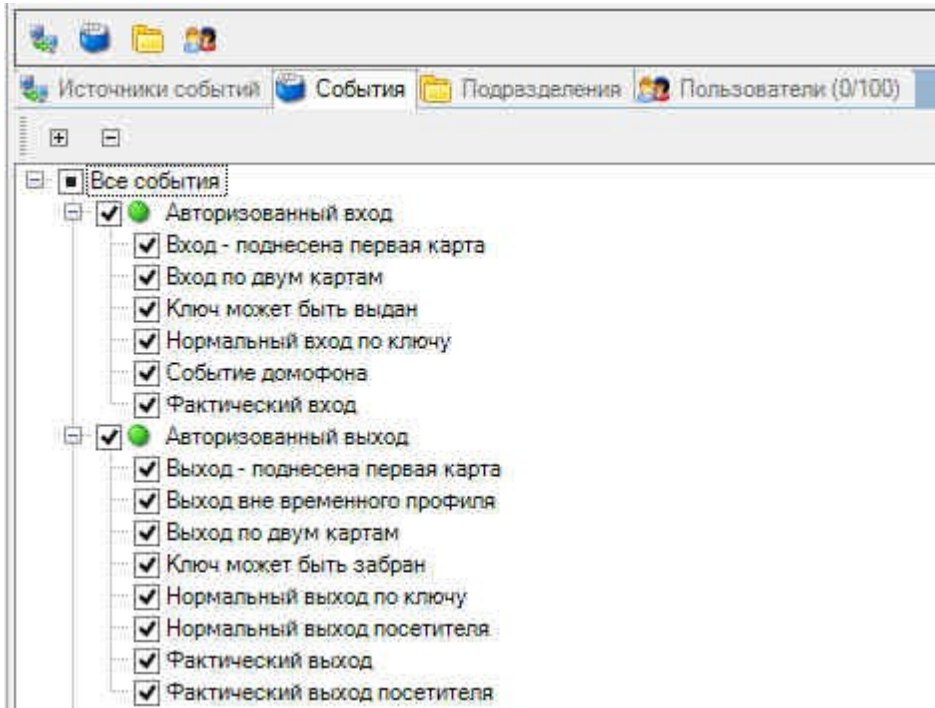 Источники событий События Подразделения Пользователи (0/100)
Все события
Авторизованный вход
Вход - поднесена первая карта
Вход по двум картам
Ключ может быть выдан
Нормальный вход по ключу
Событие домофона
Фактический вход
Авторизованный выход
Выход - поднесена первая карта
Выход вне временного профиля
Выход по двум картам
Ключ может быть забран
Нормальный выход по ключу
Нормальный выход посетителя
Фактический выход
Фактический выход посетителя